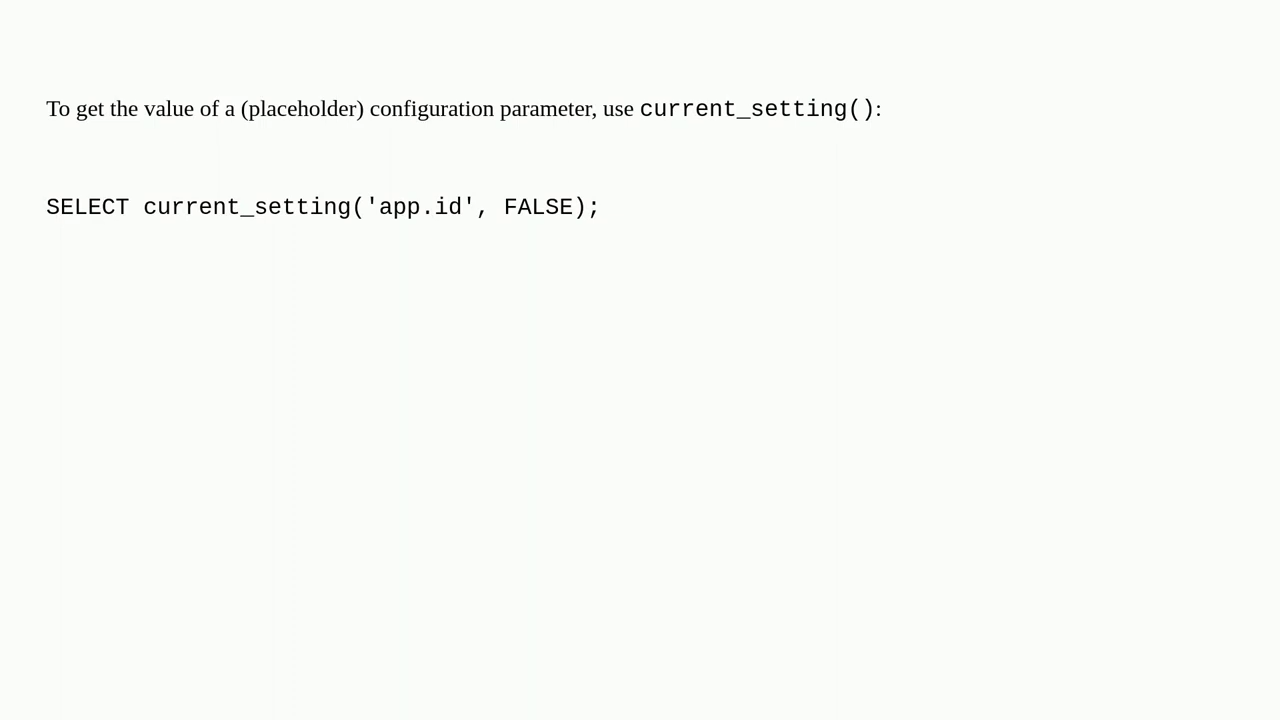 To get the value of a (placeholder) configuration parameter, use current_setting():
SELECT current_setting('app.id', FALSE);